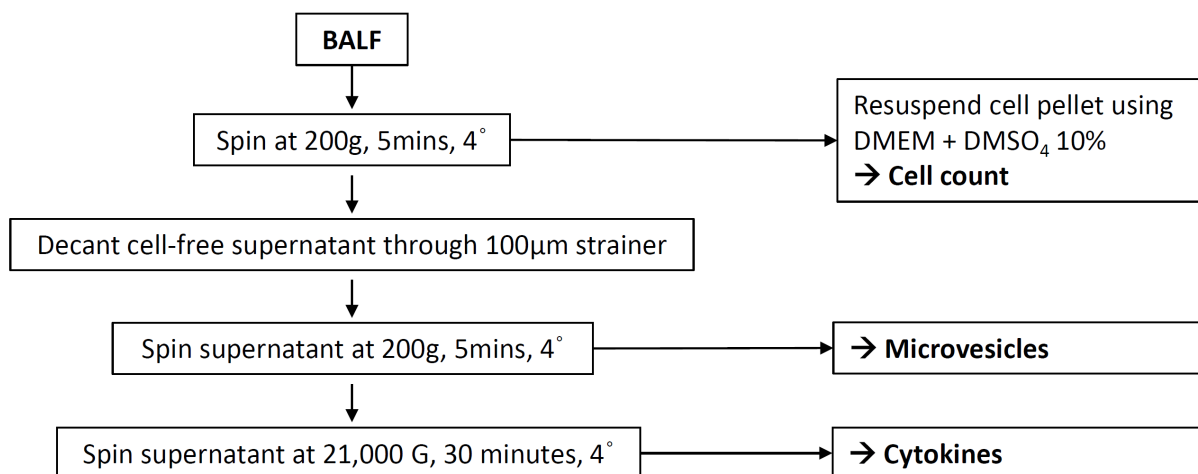 BALF
Spin at 200g, 5mins, 4°
Resuspend cell pellet using
DMEM + DMSO₄ 10%
→ Cell count
Decant cell-free supernatant through 100µm strainer
Spin supernatant at 200g, 5mins, 4°
→ Microvesicles
Spin supernatant at 21,000 G, 30 minutes, 4°
→ Cytokines